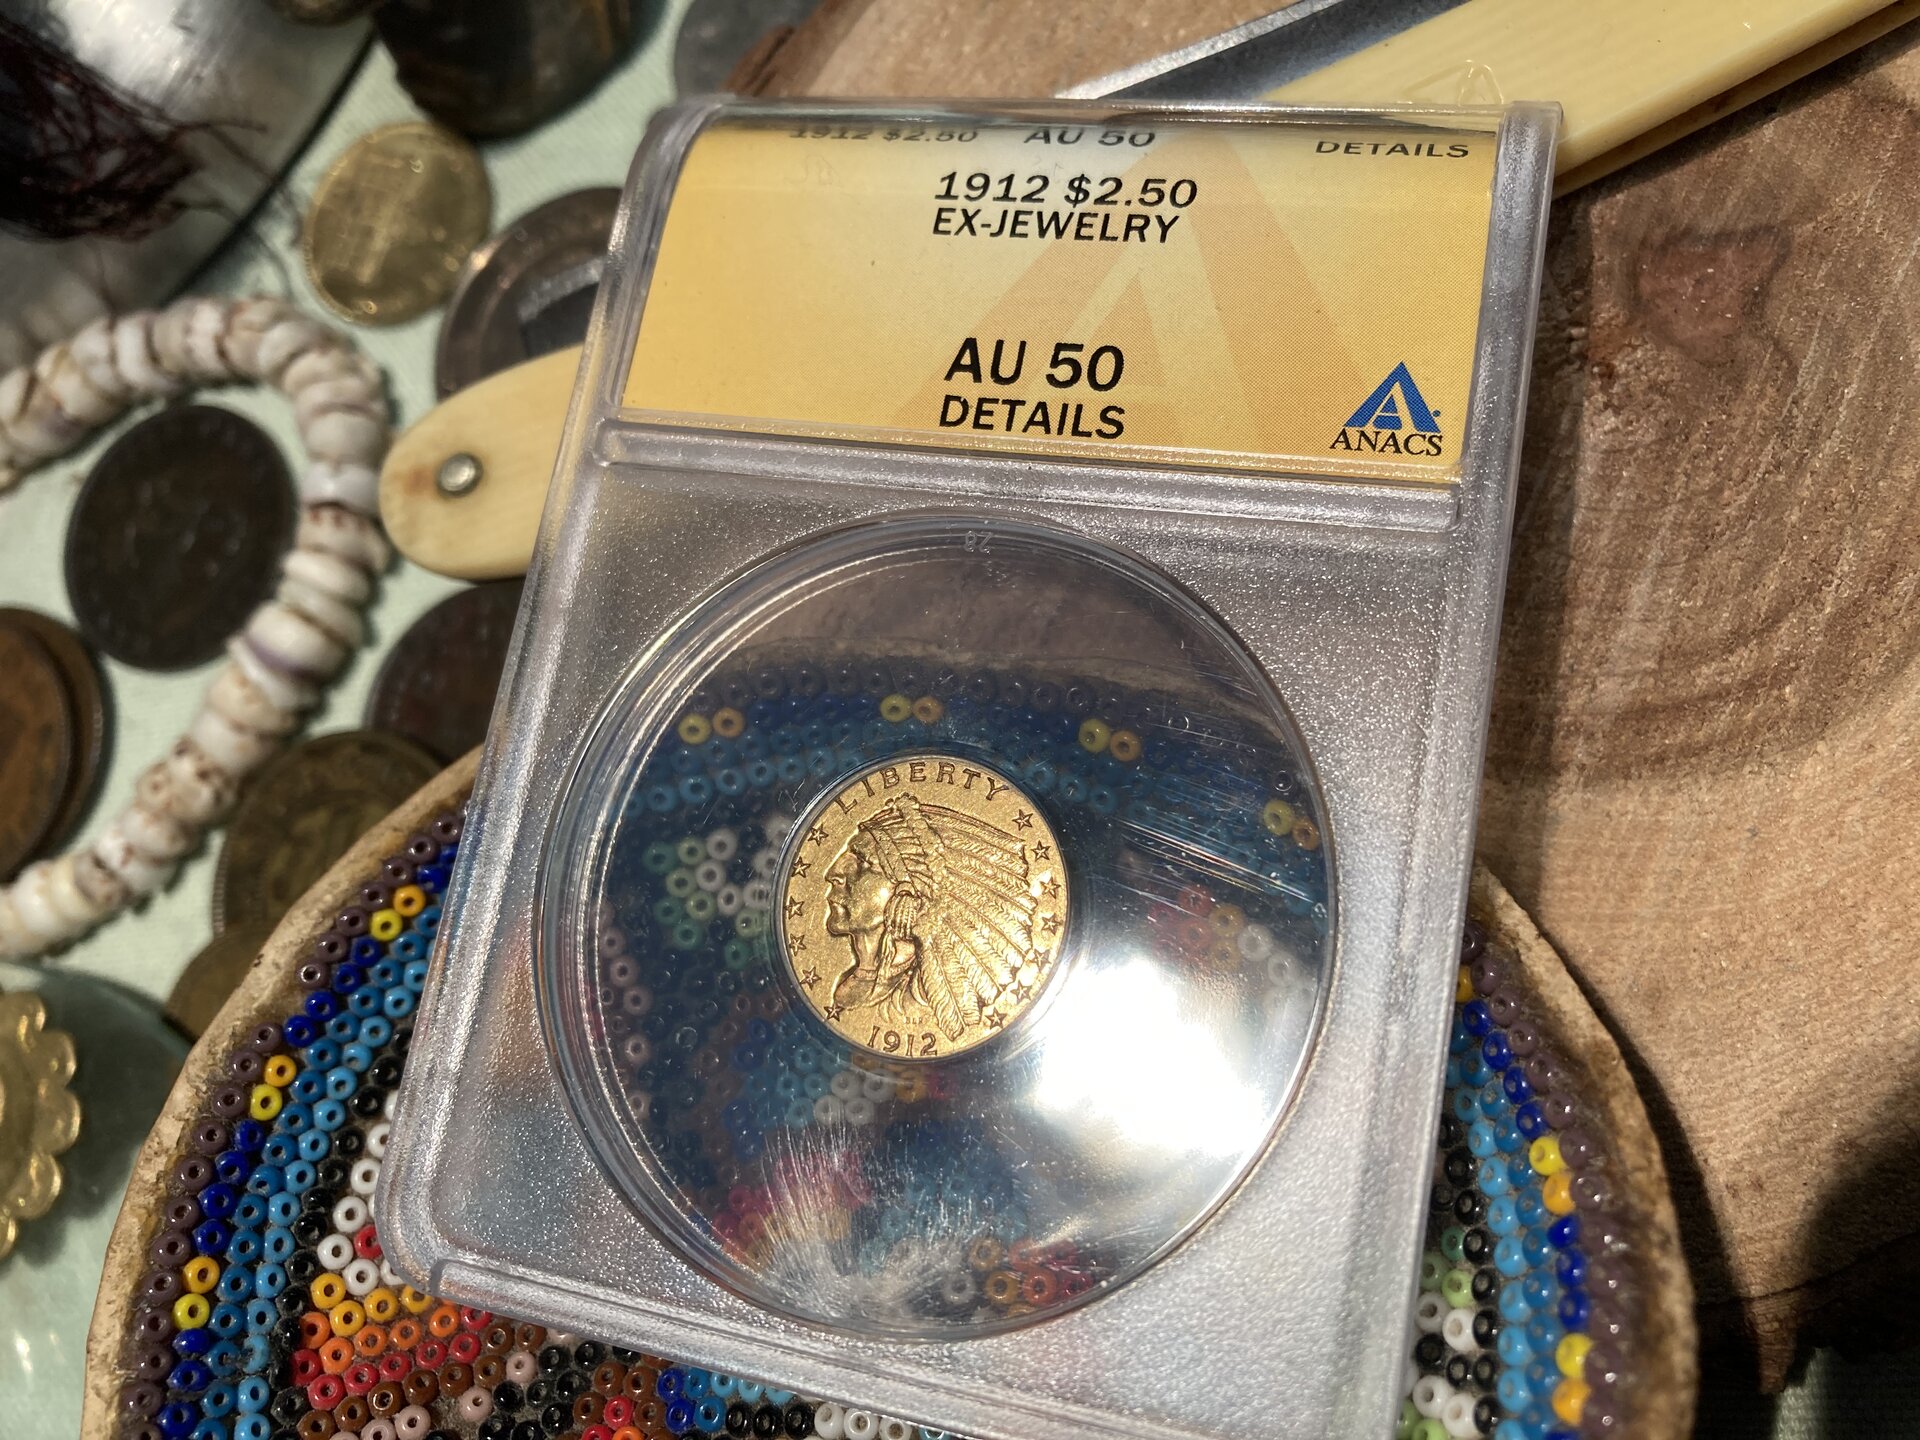 1912 $2.50 AU 50 DETAILS
1912 $2.50
EX-JEWELRY
AU 50
DETAILS
ANACS
LIBERTY
1912